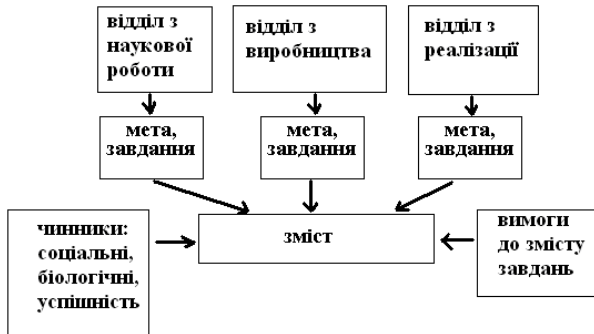 відділ з
наукової
роботи
відділ з
виробництва
відділ з
реалізації
мета,
завдання
мета,
завдання
мета,
завдання
чинники:
соціальні,
біологічні,
успішність
зміст
вимоги
до змісту
завдань